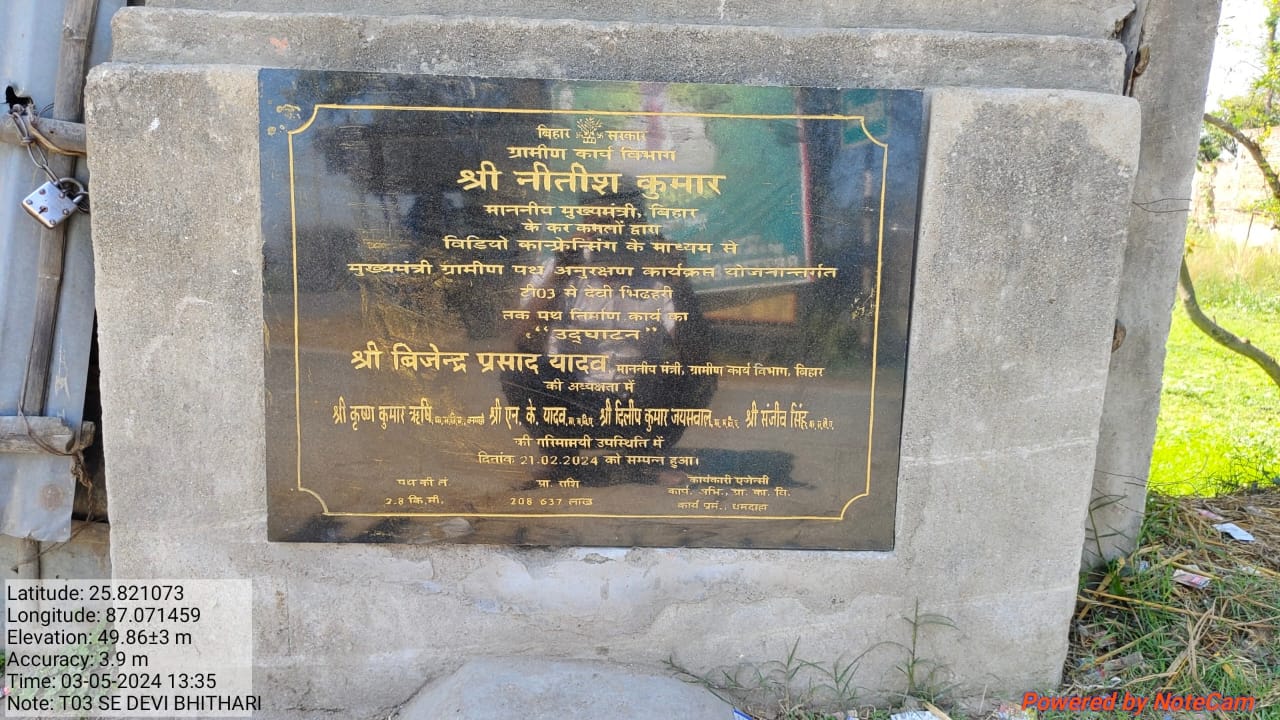 बिहार सरकार
ग्रामीण कार्य विभाग
श्री नीतीश कुमार
माननीय मुख्यमंत्री, बिहार
के कर कमलों द्वारा
विडियो कान्फ्रेन्सिंग के माध्यम से
मुख्यमंत्री ग्रामीण पथ अनुरक्षण कार्यक्रम योजनान्तर्गत
टी03 से देवी भिढहरी
तक पथ निर्माण कार्य का
"उद्घाटन"
श्री बिजेन्द्र प्रसाद यादव, माननीय मंत्री, ग्रामीण कार्य विभाग, बिहार
की अध्यक्षता में
श्री कृष्ण कुमार ऋषि, श्री एन. के. यादव, श्री दिलीप कुमार जायसवाल, श्री संजीव सिंह,
की गरिमामयी उपस्थिति में
दिनांक 21.02.2024 को सम्पन्न हुआ।
पथ की लं प्रा. राशि कार्यकारी एजेन्सी
2.8 कि.मी. 208.637 लाख कार्य. अभि., ग्रा. का. वि.
कार्य प्रमं., धमदाहा
Latitude: 25.821073
Longitude: 87.071459
Elevation: 49.86±3 m
Accuracy: 3.9 m
Time: 03-05-2024 13:35
Note: T03 SE DEVI BHITHARI
Powered by NoteCam